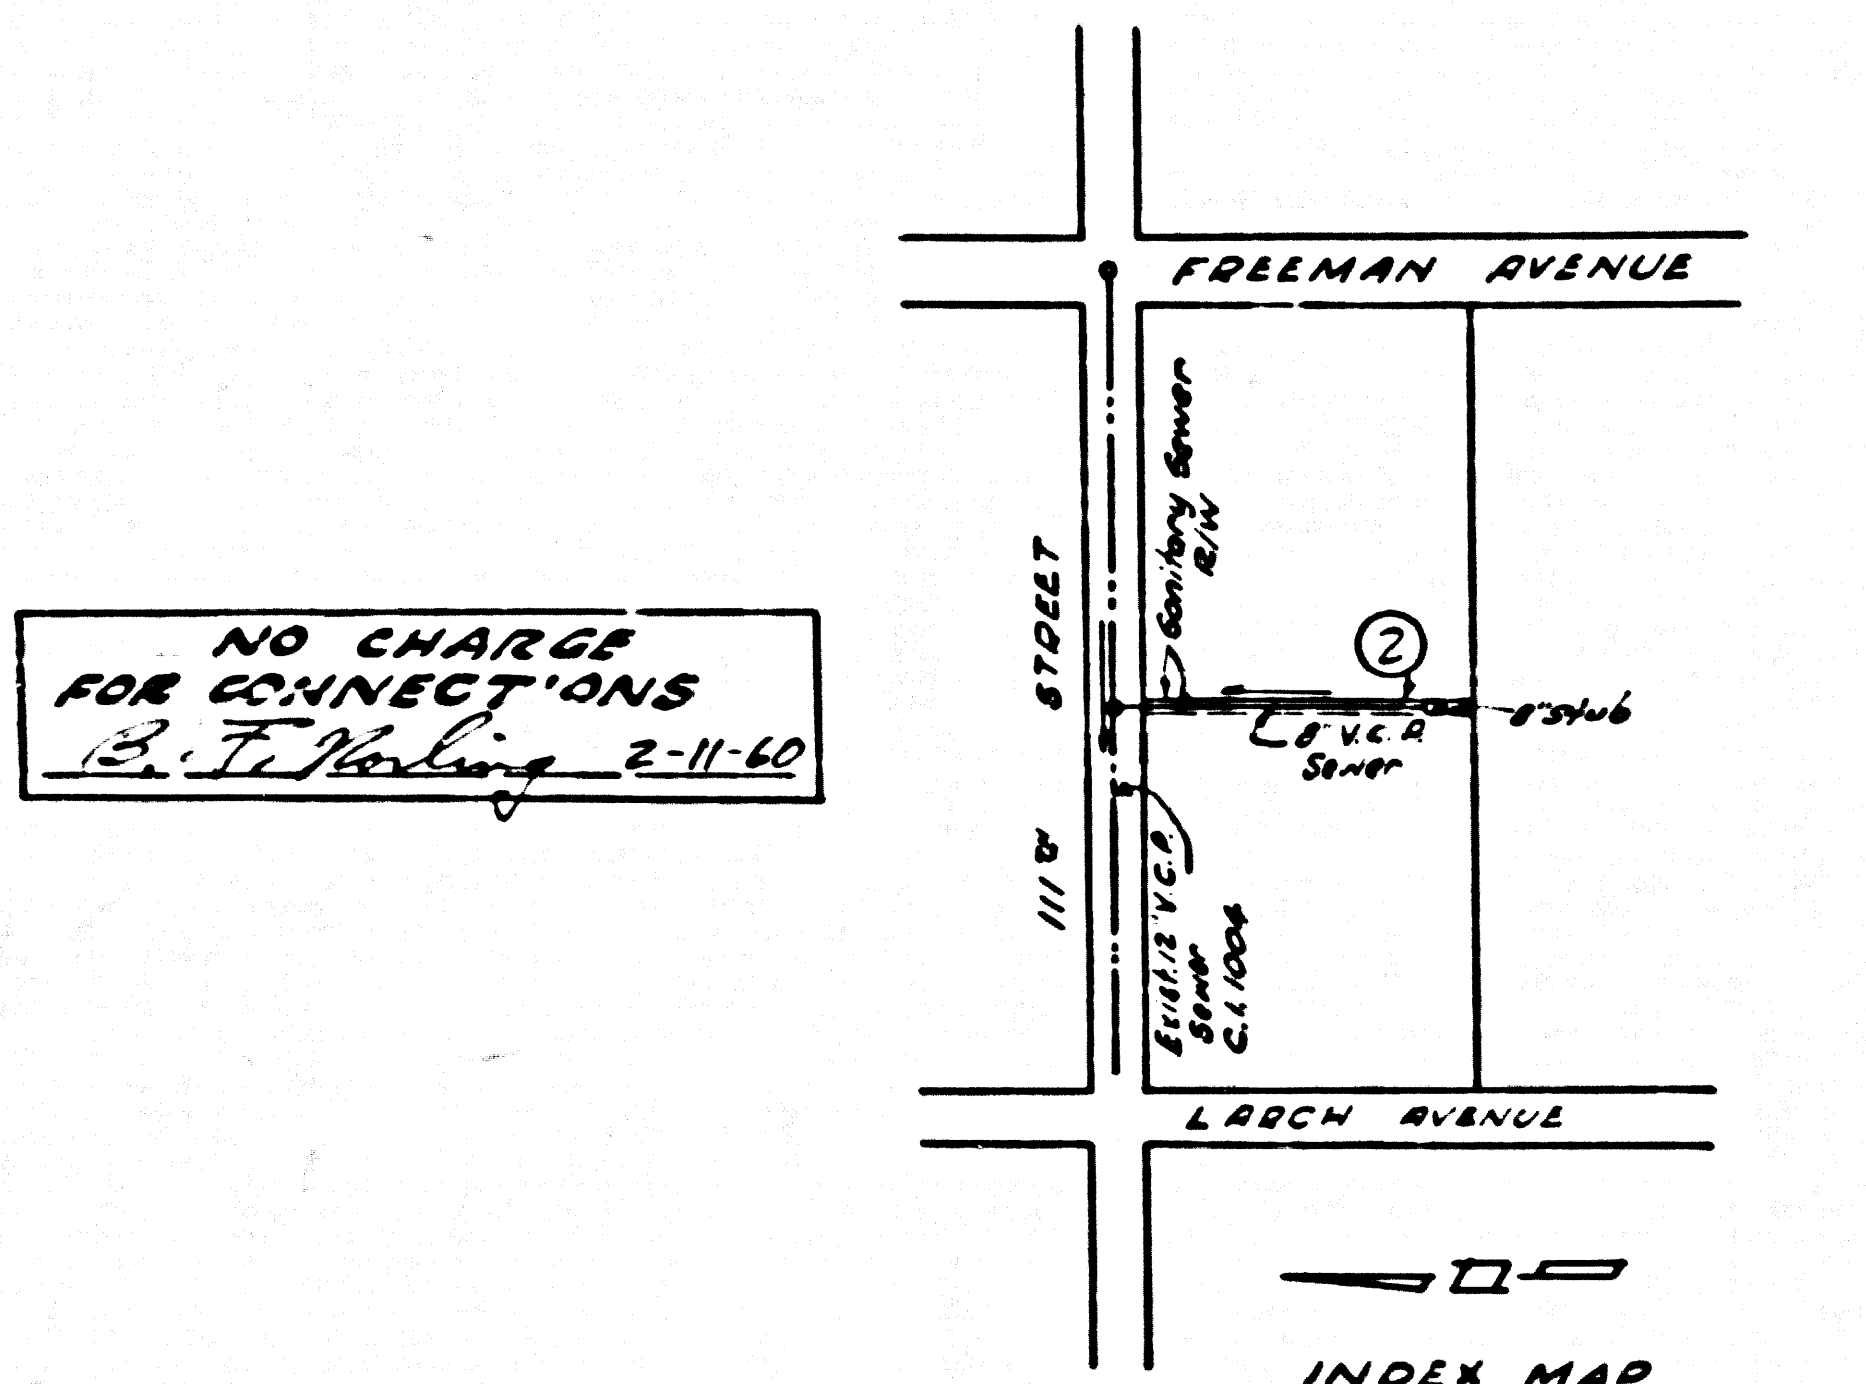 FREEMAN AVENUE
Sanitary Sewer
R/W
STREET
111th
2
8" Stub
8" V.C.P.
Sewer
NO CHARGE
FOR CONNECTIONS
B. F. Norling 2-11-60
Exist. 12" V.C.P.
Sewer
C.I. 1004
LARCH AVENUE
INDEX MAP